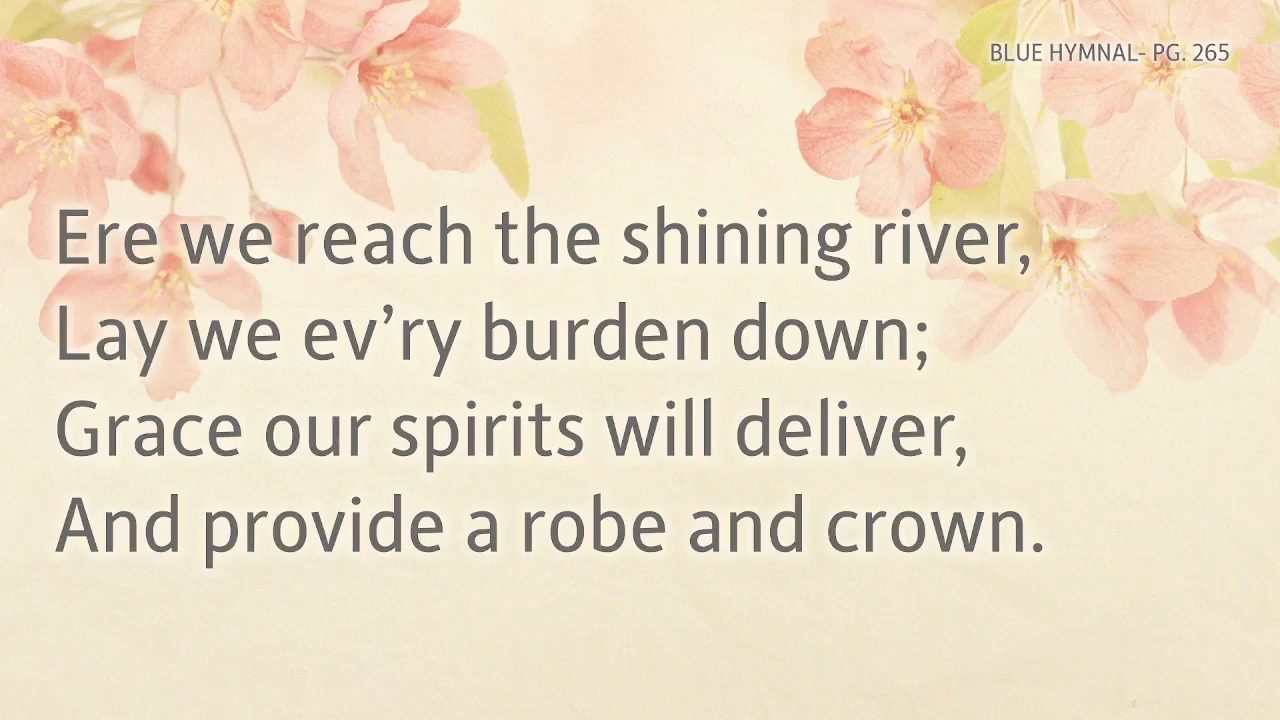 BLUE HYMNAL- PG. 265
Ere we reach the shining river,
Lay we ev’ry burden down;
Grace our spirits will deliver,
And provide a robe and crown.